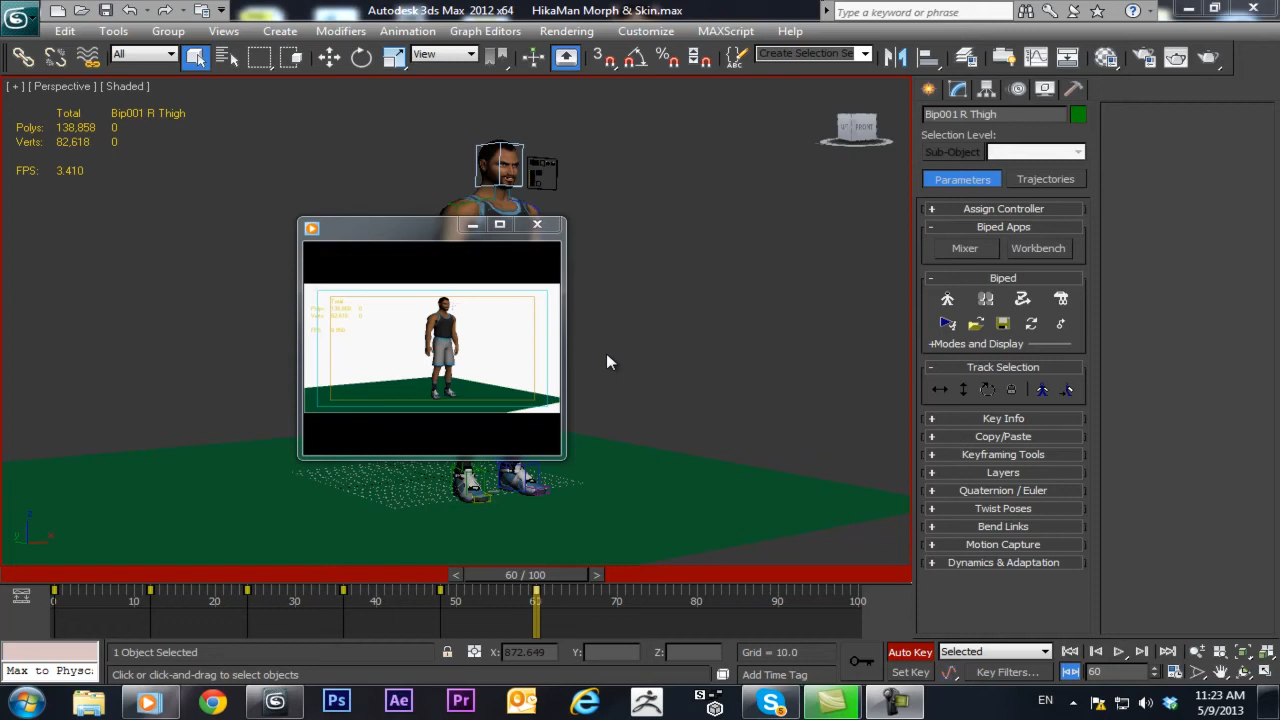 Autodesk 3ds Max 2012 x64 HikaMan Morph & Skin.max
Type a keyword or phrase
Edit Tools Group Views Create Modifiers Animation Graph Editors Rendering Customize MAXScript Help
All View Create Selection Se
[ + ] [ Perspective ] [ Shaded ]
Total Bip001 R Thigh
Polys: 138,858 0
Verts: 82,618 0
FPS: 3.410
FRONT
Bip001 R Thigh
Selection Level:
Sub-Object
Parameters Trajectories
+ Assign Controller
- Biped Apps
Mixer Workbench
- Biped
+Modes and Display
- Track Selection
+ Key Info
+ Copy/Paste
+ Keyframing Tools
+ Layers
+ Quaternion / Euler
+ Twist Poses
+ Bend Links
+ Motion Capture
+ Dynamics & Adaptation
Total
< 60 / 100 >
0 10 20 30 40 50 60 70 80 90 100
1 Object Selected X: 872.649 Y: Z: Grid = 10.0 Auto Key Selected
Max to Physc: Click or click-and-drag to select objects Add Time Tag Set Key Key Filters... 60
Ps Ae Pr S
EN 11:23 AM
5/9/2013